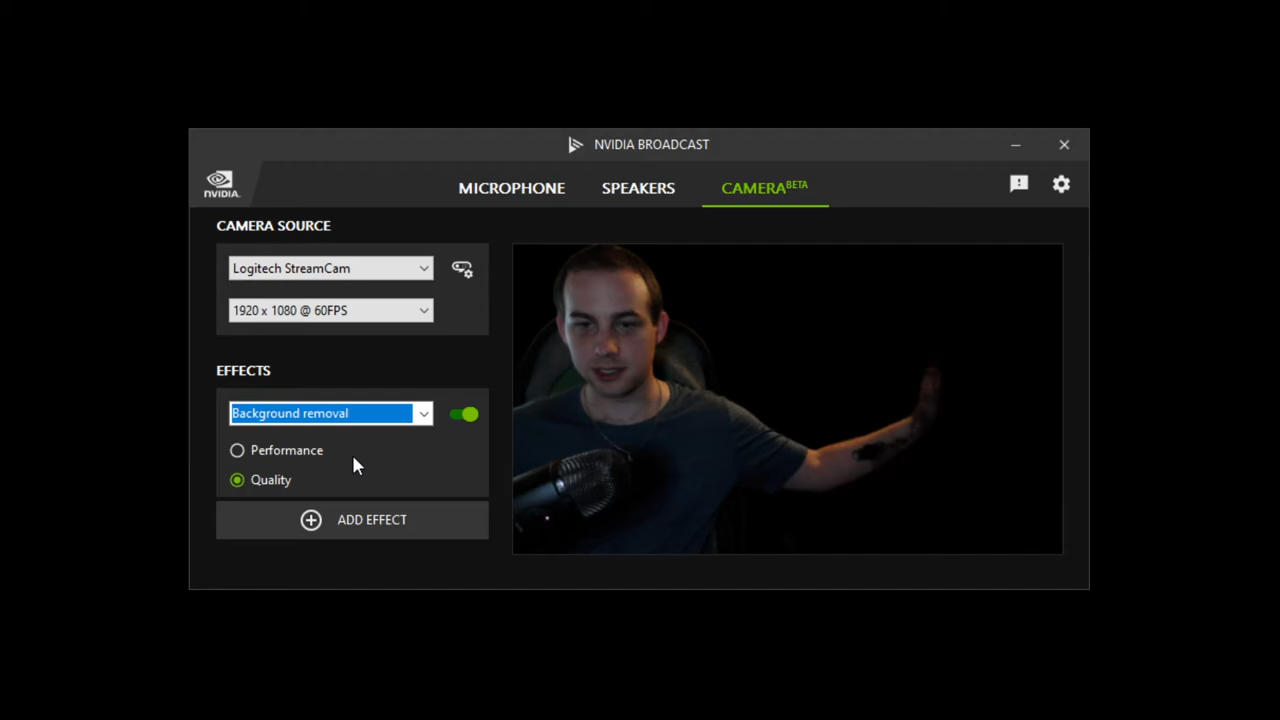 NVIDIA BROADCAST
NVIDIA.
MICROPHONE SPEAKERS CAMERA BETA
CAMERA SOURCE
Logitech StreamCam
1920 x 1080 @ 60FPS
EFFECTS
Background removal
Performance
Quality
ADD EFFECT